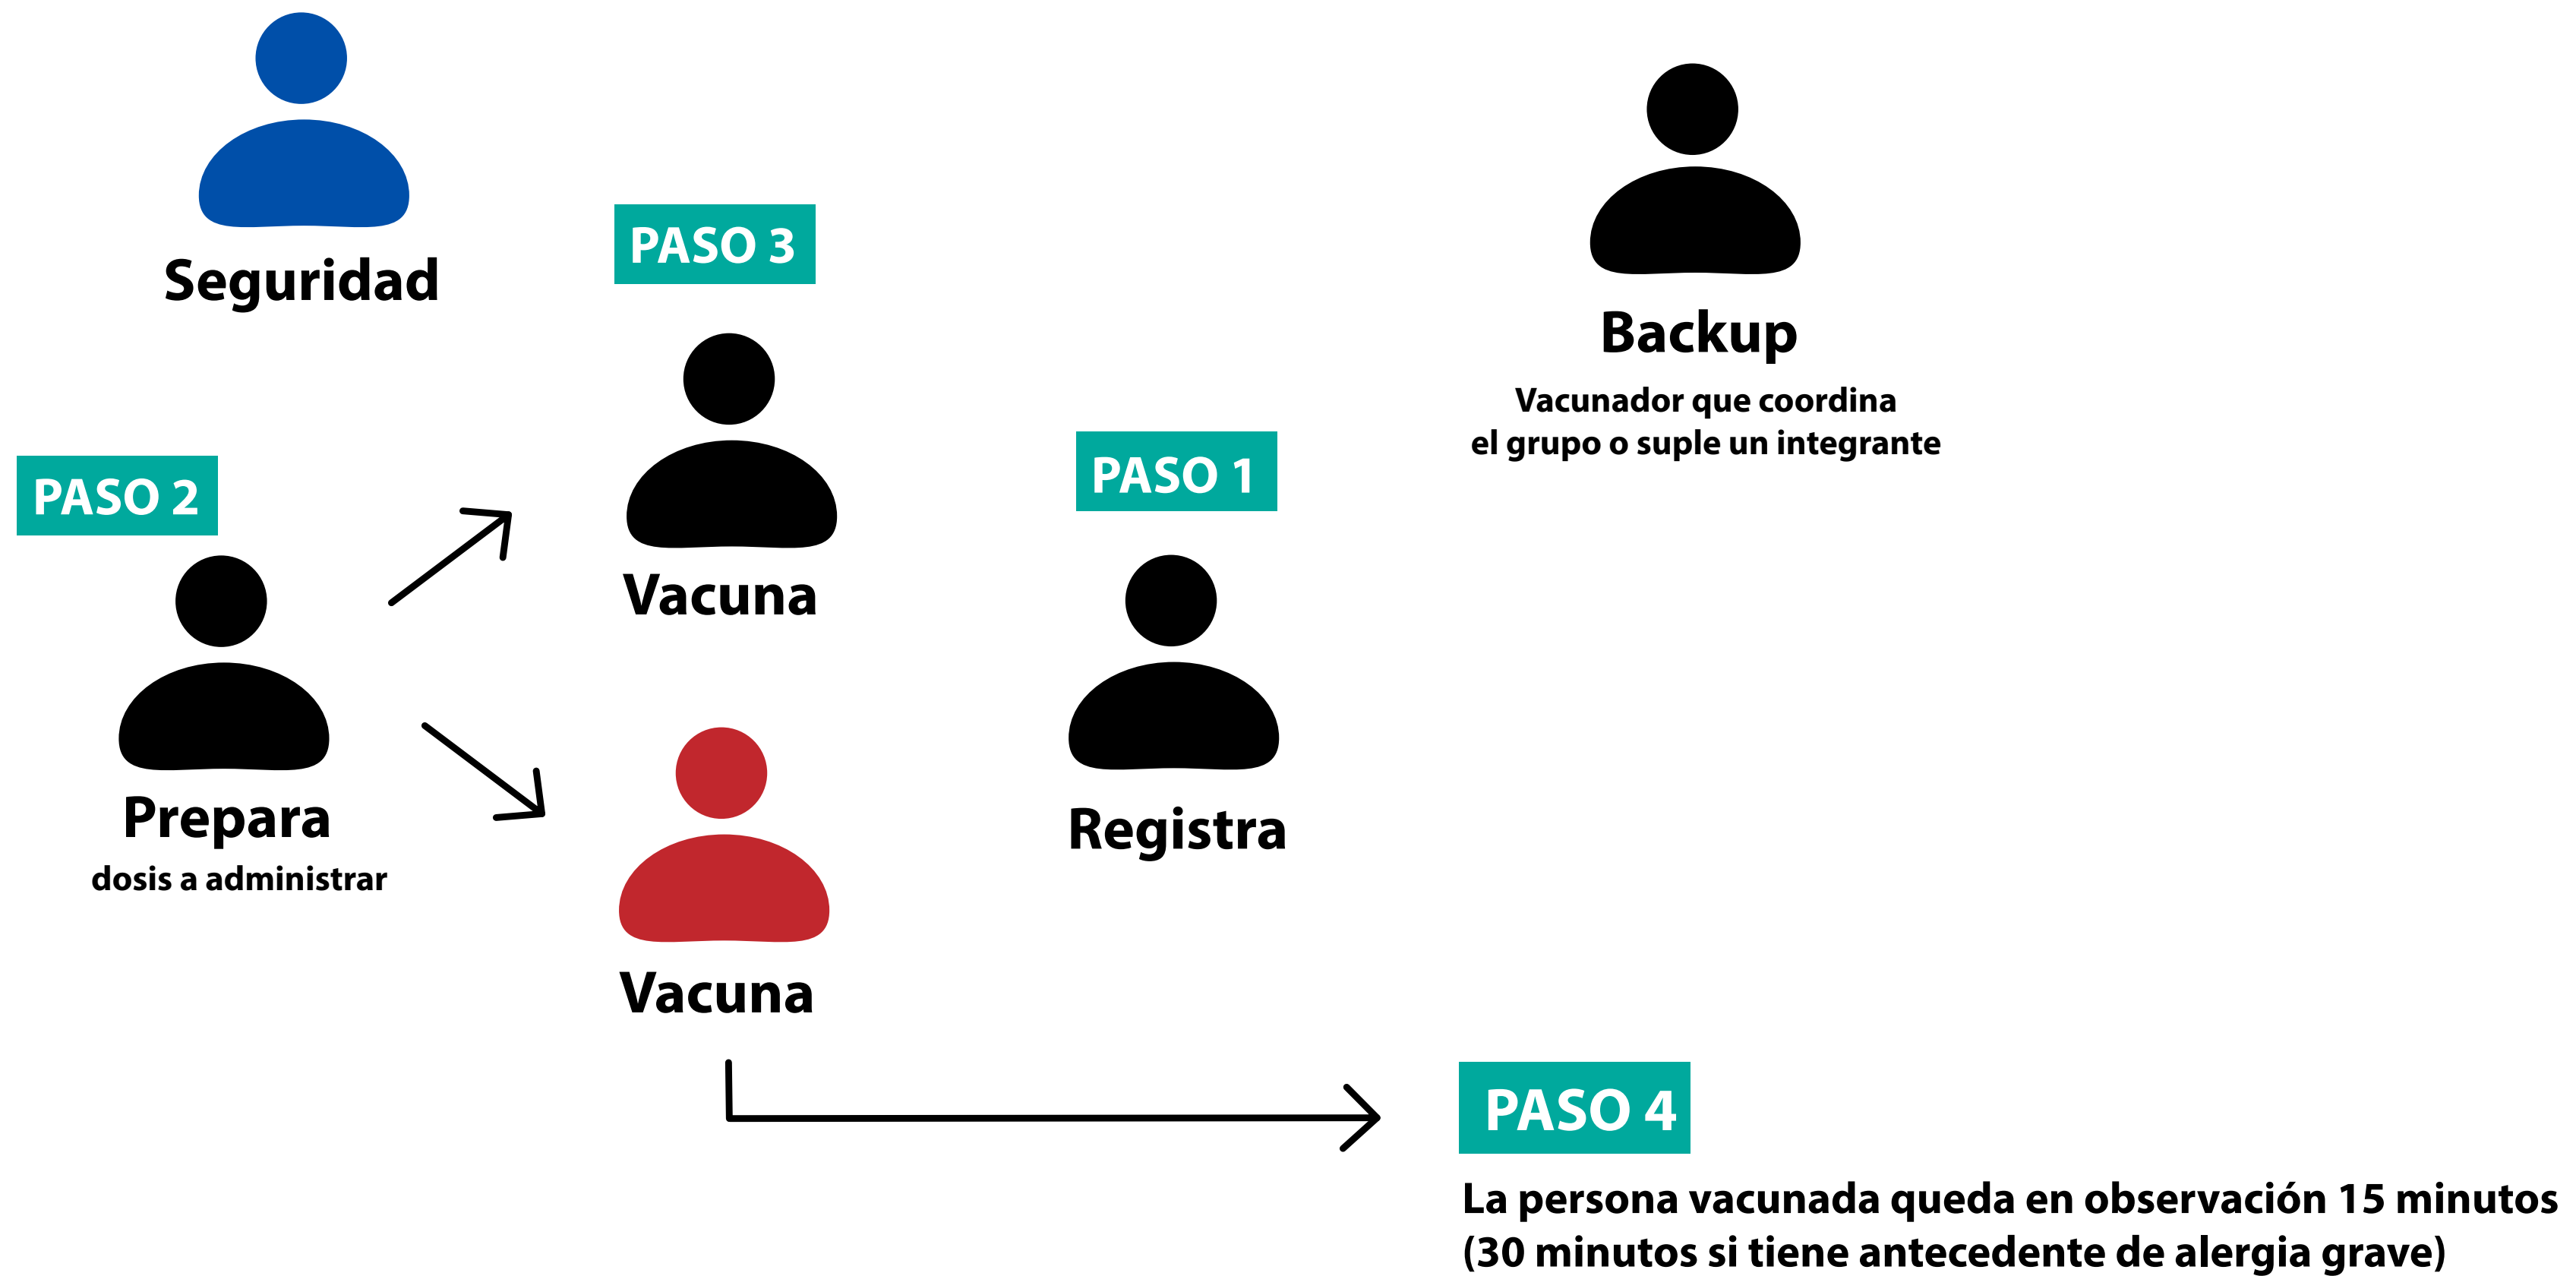 Seguridad
PASO 3
Vacuna
PASO 2
Prepara
dosis a administrar
Vacuna
PASO 1
Registra
Backup
Vacunador que coordina
el grupo o suple un integrante
PASO 4
La persona vacunada queda en observación 15 minutos
(30 minutos si tiene antecedente de alergia grave)